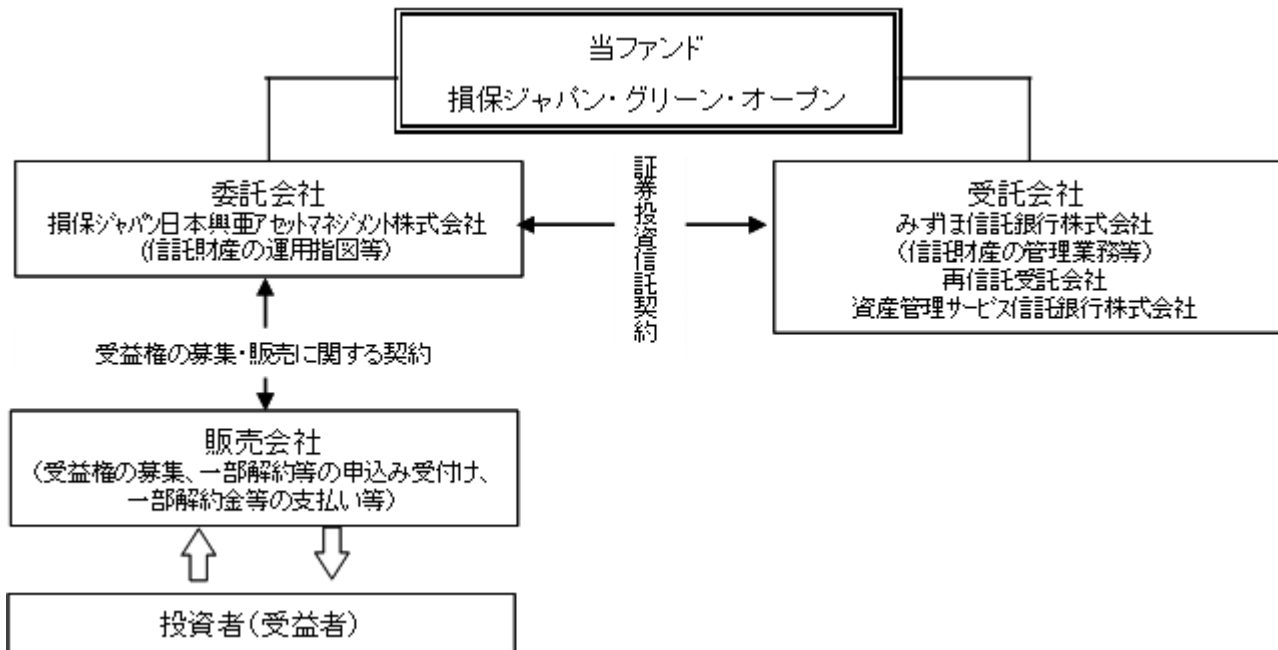 当ファンド
損保ジャパン・グリーン・オープン
委託会社
損保ジャパン日本興亜アセットマネジメント株式会社
(信託財産の運用指図等)
証券投資信託契約
受託会社
みずほ信託銀行株式会社
(信託財産の管理業務等)
再信託受託会社
資産管理サービス信託銀行株式会社
受益権の募集・販売に関する契約
販売会社
(受益権の募集、一部解約等の申込み受付け、
一部解約金等の支払い等)
投資者(受益者)